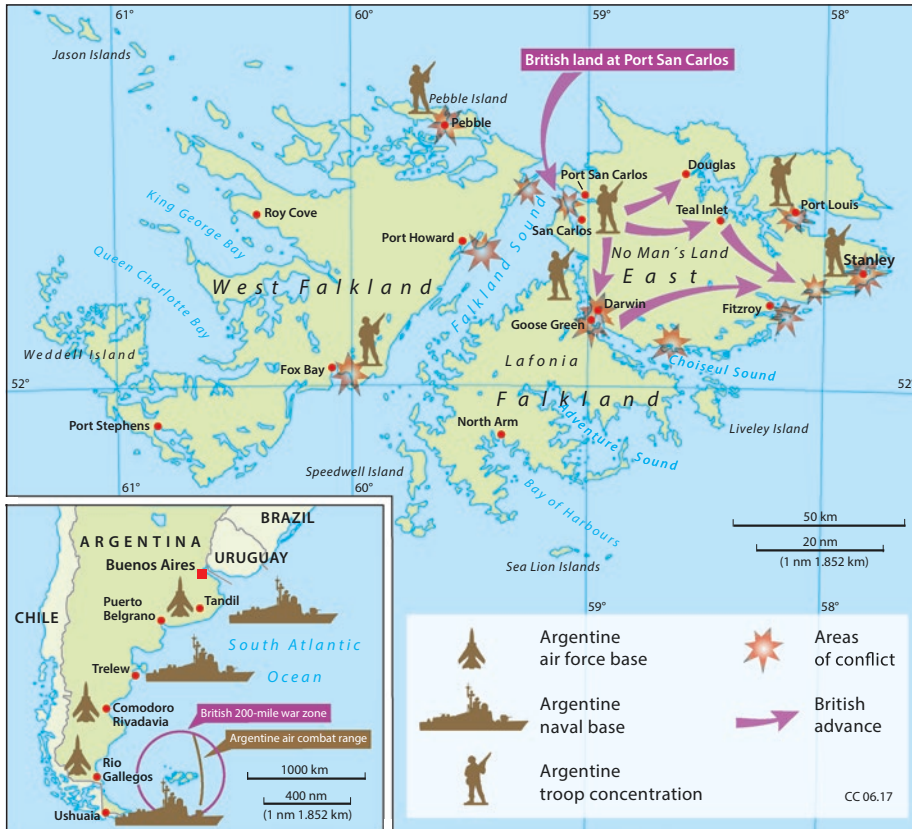 61°
60°
59°
58°
Jason Islands
British land at Port San Carlos
Pebble Island
Pebble
Douglas
Port San Carlos
Port Louis
Roy Cove
King George Bay
Teal Inlet
San Carlos
Port Howard
Falkland Sound
No Man´s Land
Stanley
Queen Charlotte Bay
West Falkland
East
Darwin
Fitzroy
Goose Green
Weddell Island
Lafonia
Choiseul Sound
Fox Bay
52°
52°
Falkland
Port Stephens
North Arm
Adventure Sound
Liveley Island
Speedwell Island
61°
60°
Bay of Harbours
50 km
20 nm
(1 nm 1.852 km)
Sea Lion Islands
59°
58°
BRAZIL
ARGENTINA
URUGUAY
Buenos Aires
CHILE
Puerto
Belgrano
Tandil
South Atlantic
Ocean
Trelew
Comodoro
Rivadavia
British 200-mile war zone
Argentine air combat range
Rio
Gallegos
1000 km
400 nm
(1 nm 1.852 km)
Ushuaia
Argentine
air force base
Areas
of conflict
Argentine
naval base
British
advance
Argentine
troop concentration
CC 06.17